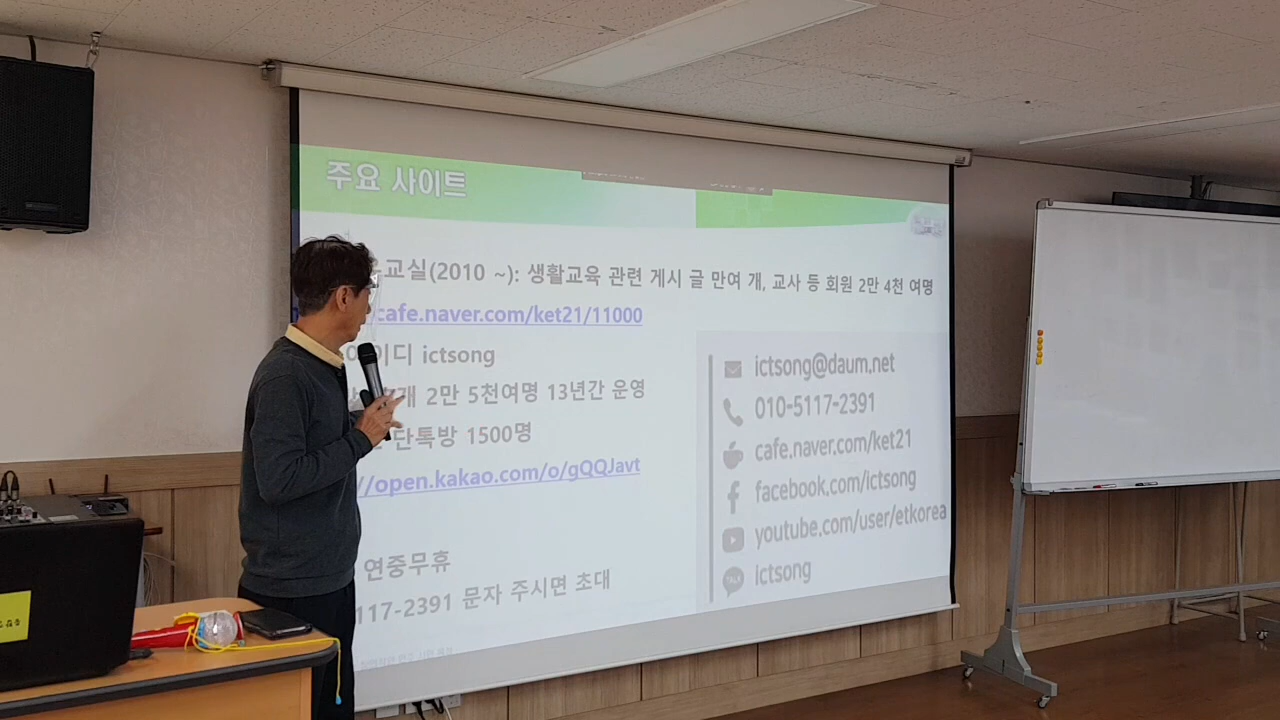 주요 사이트
교실(2010 ~): 생활교육 관련 게시 글 만여 개, 교사 등 회원 2만 4천 여명
cafe.naver.com/ket21/11000
아이디 ictsong
2만 5천여명 13년간 운영
단톡방 1500명
//open.kakao.com/o/gQQJavt
연중무휴
117-2391 문자 주시면 초대
ictsong@daum.net
010-5117-2391
cafe.naver.com/ket21
facebook.com/ictsong
youtube.com/user/etkorea
TALK
ictsong